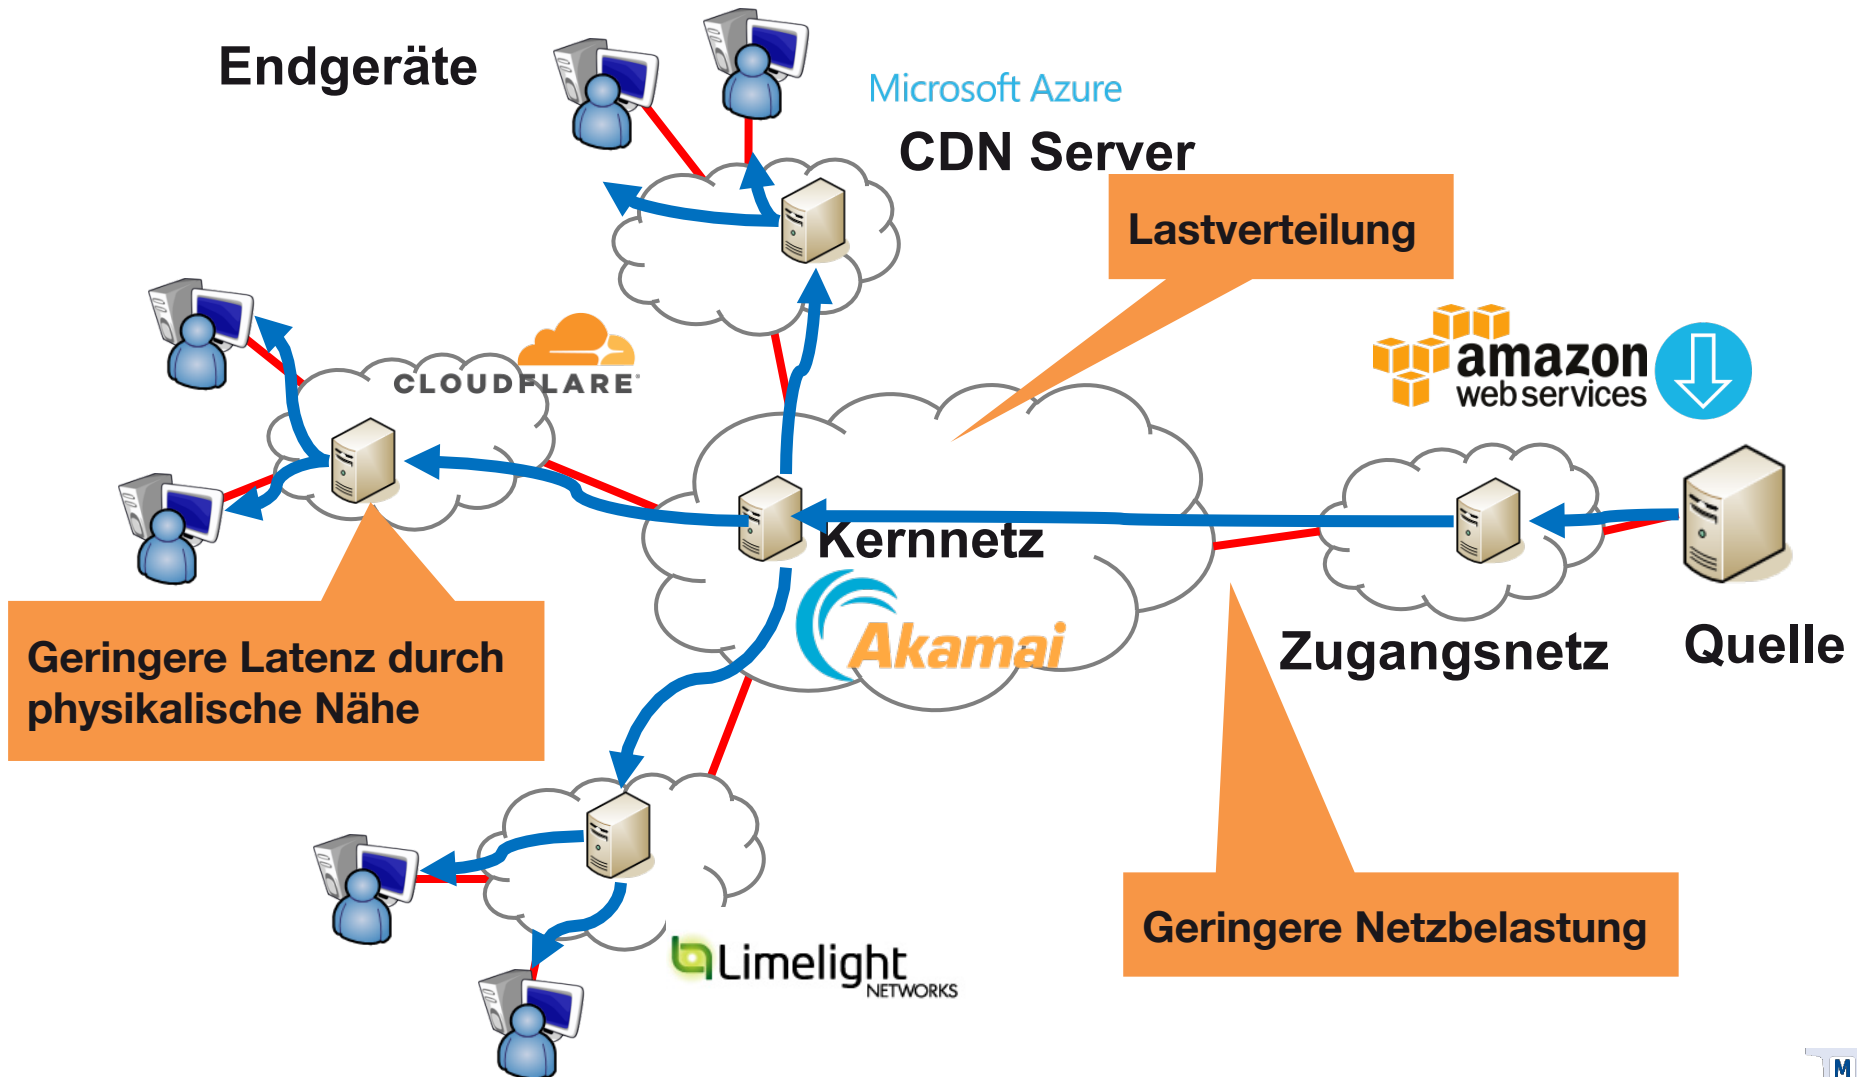 Endgeräte
Microsoft Azure
CDN Server
Lastverteilung
CLOUDFLARE
amazon
web services
Kernnetz
Akamai
Zugangsnetz
Quelle
Geringere Latenz durch
physikalische Nähe
Geringere Netzbelastung
Limelight
NETWORKS
M